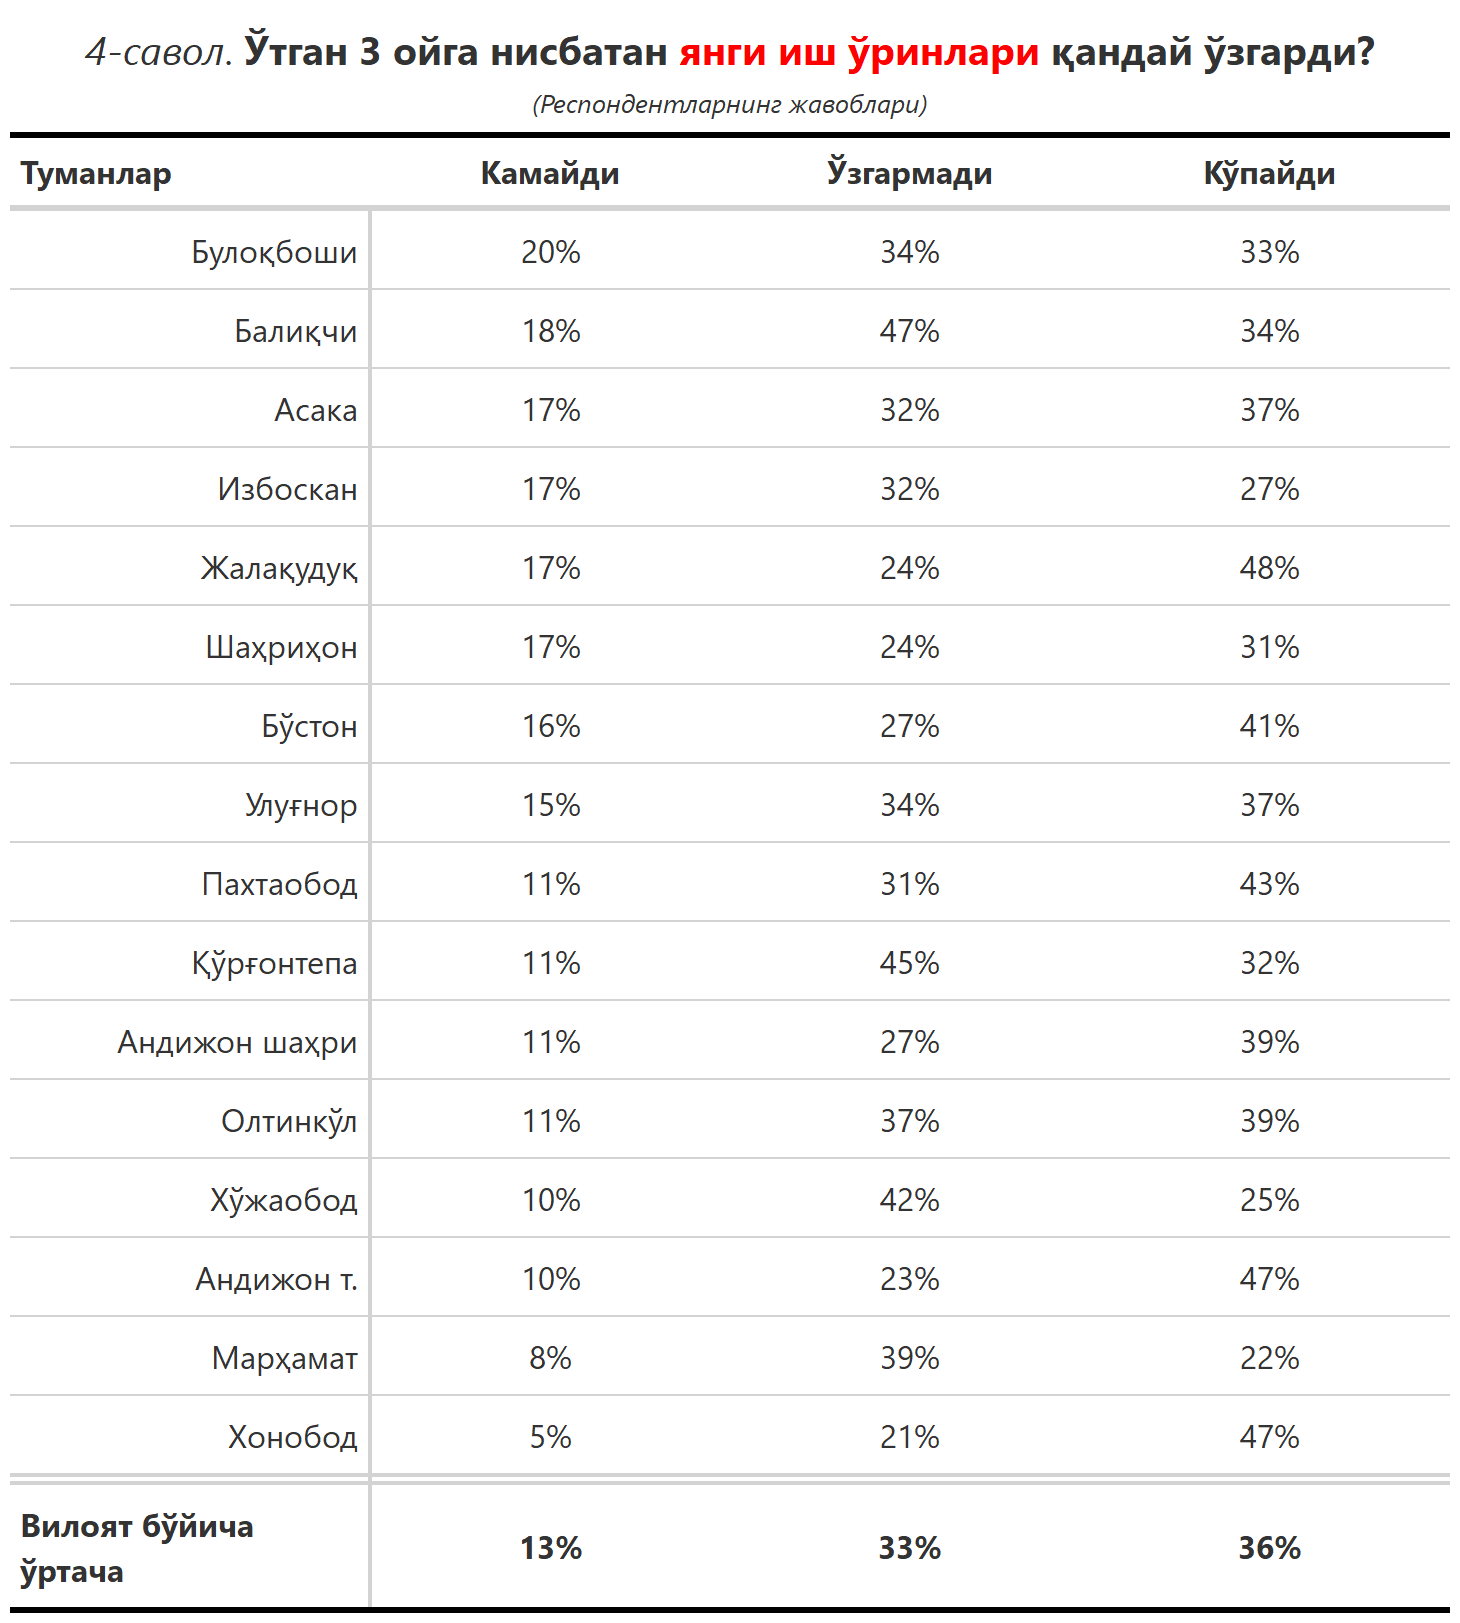 4-савол. Ўтган 3 ойга нисбатан янги иш ўринлари қандай ўзгарди?
(Респондентларнинг жавоблари)
Туманлар Камайди Ўзгармади Кўпайди
Булоқбоши 20% 34% 33%
Балиқчи 18% 47% 34%
Асака 17% 32% 37%
Избоскан 17% 32% 27%
Жалақудуқ 17% 24% 48%
Шаҳриҳон 17% 24% 31%
Бўстон 16% 27% 41%
Улуғнор 15% 34% 37%
Пахтаобод 11% 31% 43%
Қўрғонтепа 11% 45% 32%
Андижон шаҳри 11% 27% 39%
Олтинкўл 11% 37% 39%
Хўжаобод 10% 42% 25%
Андижон т. 10% 23% 47%
Марҳамат 8% 39% 22%
Хонобод 5% 21% 47%
Вилоят бўйича
ўртача 13% 33% 36%